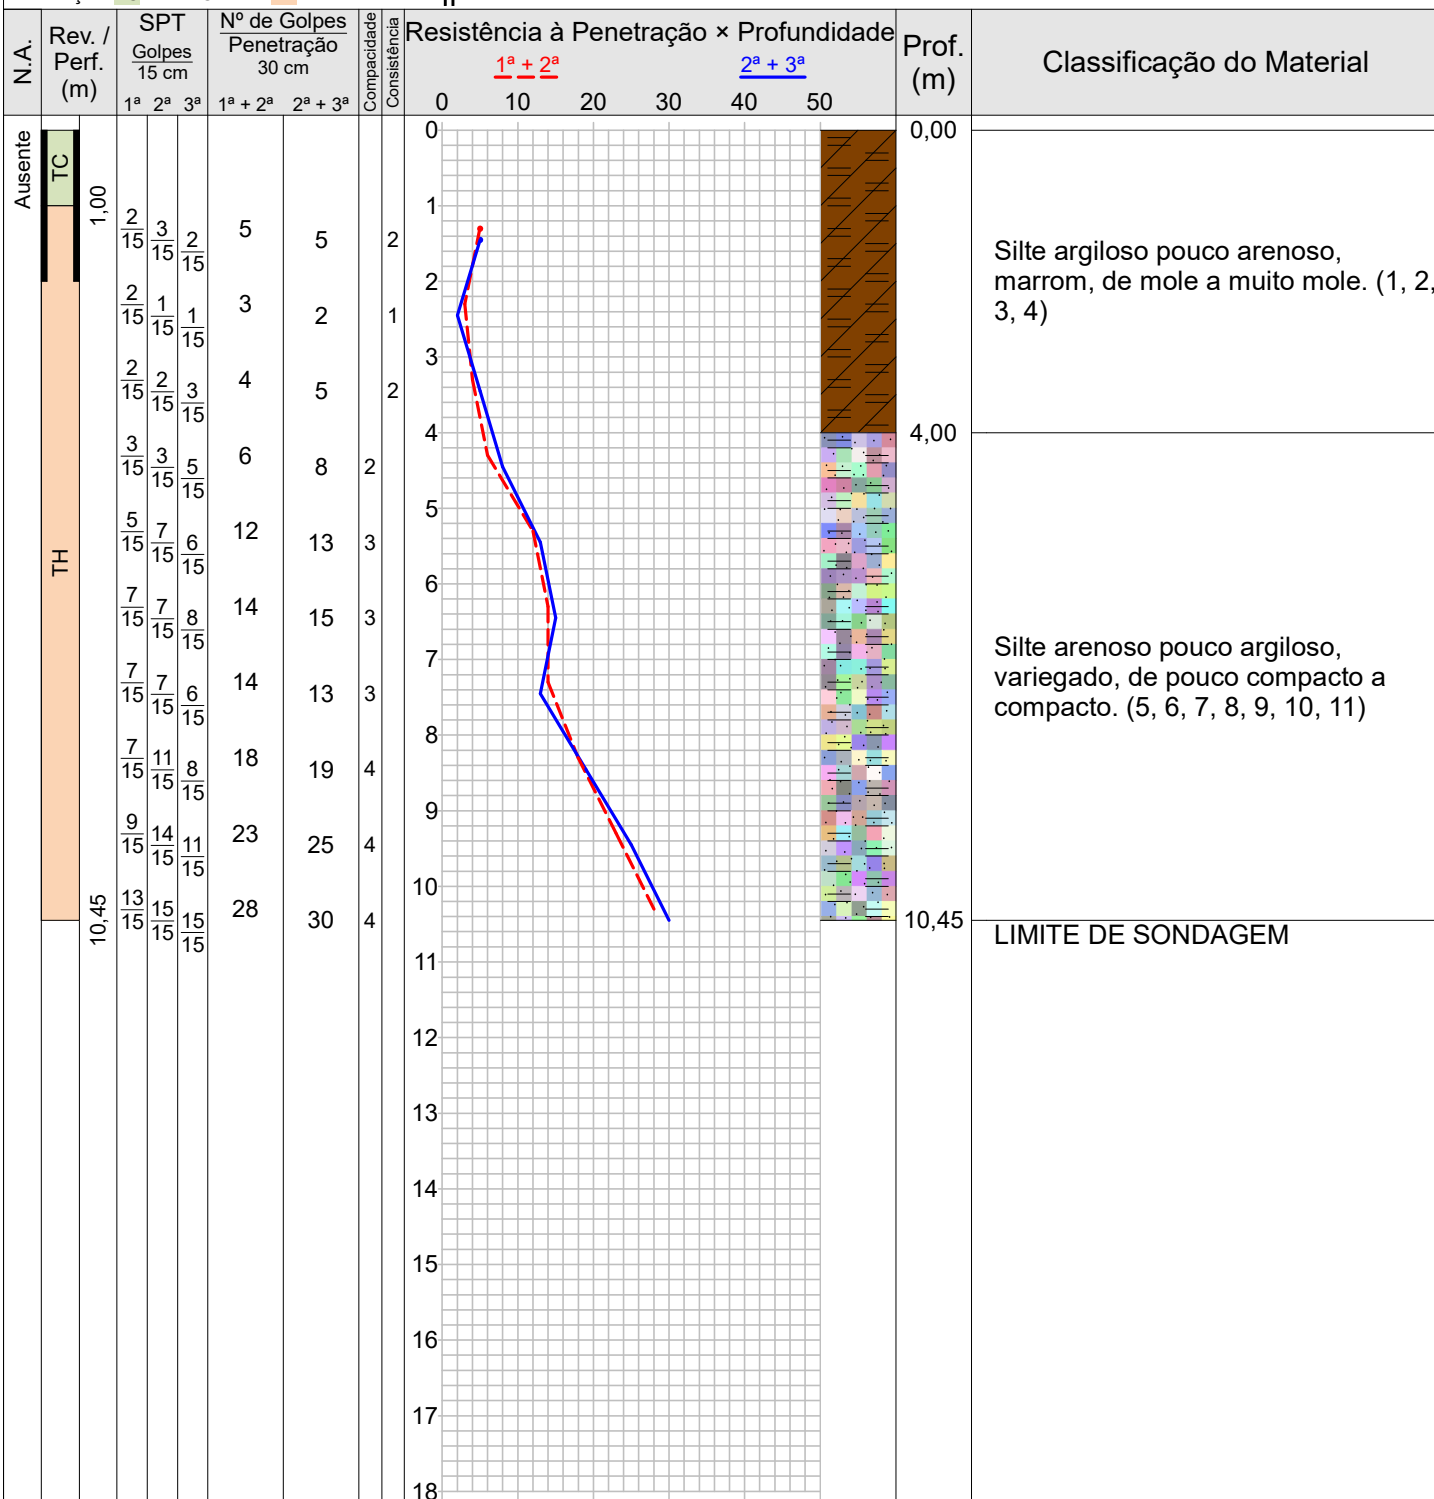 N.A.
Rev. /
Perf.
(m)
SPT
Golpes
15 cm
1ª 2ª 3ª
Nº de Golpes
Penetração
30 cm
1ª + 2ª 2ª + 3ª
Compacidade
Consistência
Resistência à Penetração × Profundidade
1ª + 2ª 2ª + 3ª
0 10 20 30 40 50
Prof.
(m)
Classificação do Material
Ausente
TC
1,00
TH
10,45
2/15 3/15 2/15 5 5 2
2/15 1/15 1/15 3 2 1
2/15 2/15 3/15 4 5 2
3/15 3/15 5/15 6 8 2
5/15 7/15 6/15 12 13 3
7/15 7/15 8/15 14 15 3
7/15 7/15 6/15 14 13 3
7/15 11/15 8/15 18 19 4
9/15 14/15 11/15 23 25 4
13/15 15/15 15/15 28 30 4
0
1
2
3
4
5
6
7
8
9
10
11
12
13
14
15
16
17
18
0,00
Silte argiloso pouco arenoso,
marrom, de mole a muito mole. (1, 2,
3, 4)
4,00
Silte arenoso pouco argiloso,
variegado, de pouco compacto a
compacto. (5, 6, 7, 8, 9, 10, 11)
10,45
LIMITE DE SONDAGEM